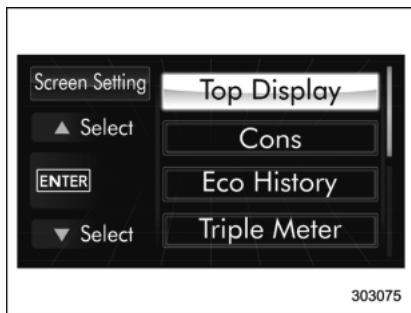 Screen Setting
▲ Select
ENTER
▼ Select
Top Display
Cons
Eco History
Triple Meter
303075